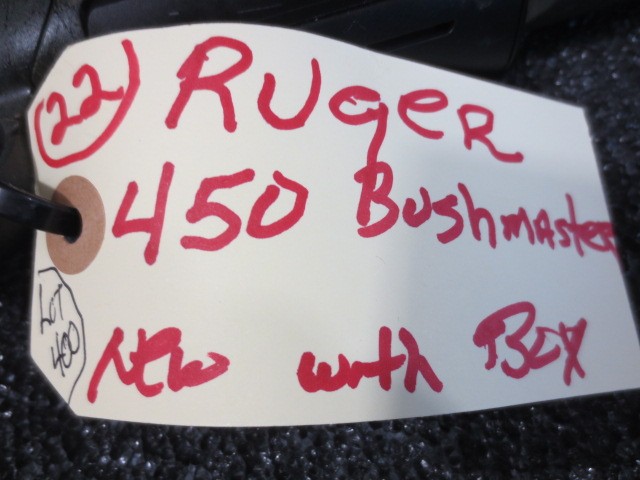 (22) RugeR
450 Bushmaster
New with Box
LOT
400